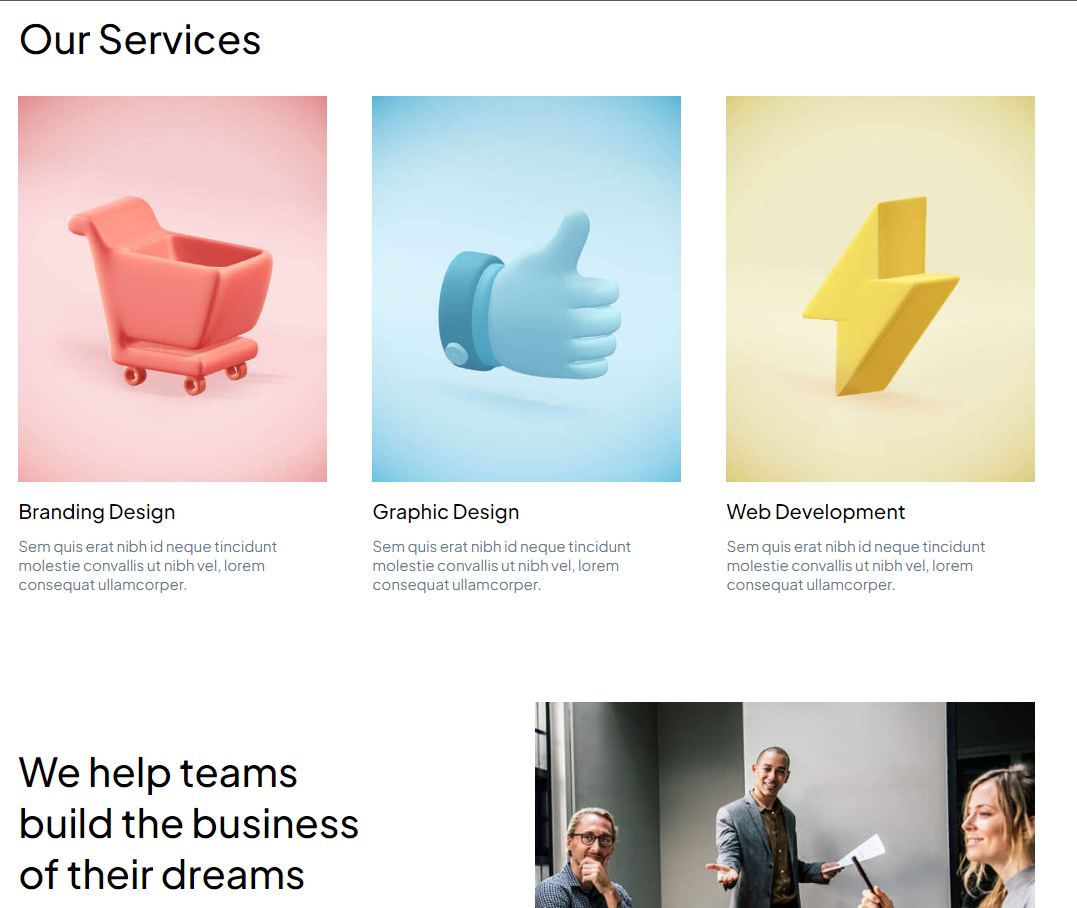 Our Services
Branding Design
Sem quis erat nibh id neque tincidunt
molestie convallis ut nibh vel, lorem
consequat ullamcorper.
Graphic Design
Sem quis erat nibh id neque tincidunt
molestie convallis ut nibh vel, lorem
consequat ullamcorper.
Web Development
Sem quis erat nibh id neque tincidunt
molestie convallis ut nibh vel, lorem
consequat ullamcorper.
We help teams
build the business
of their dreams